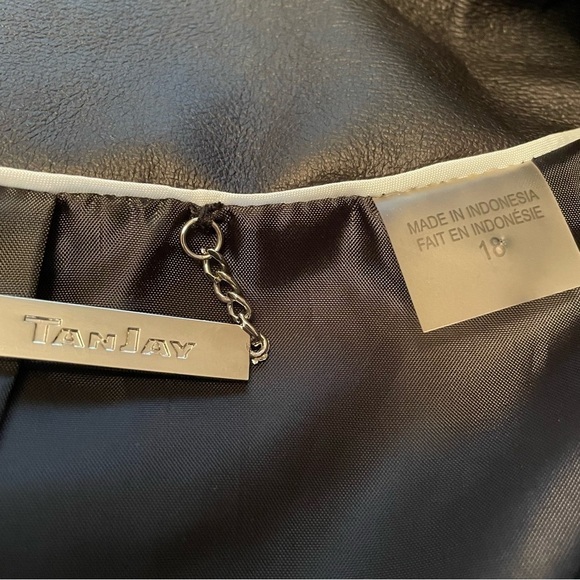 TANJAY
MADE IN INDONESIA
FAIT EN INDONÉSIE
18